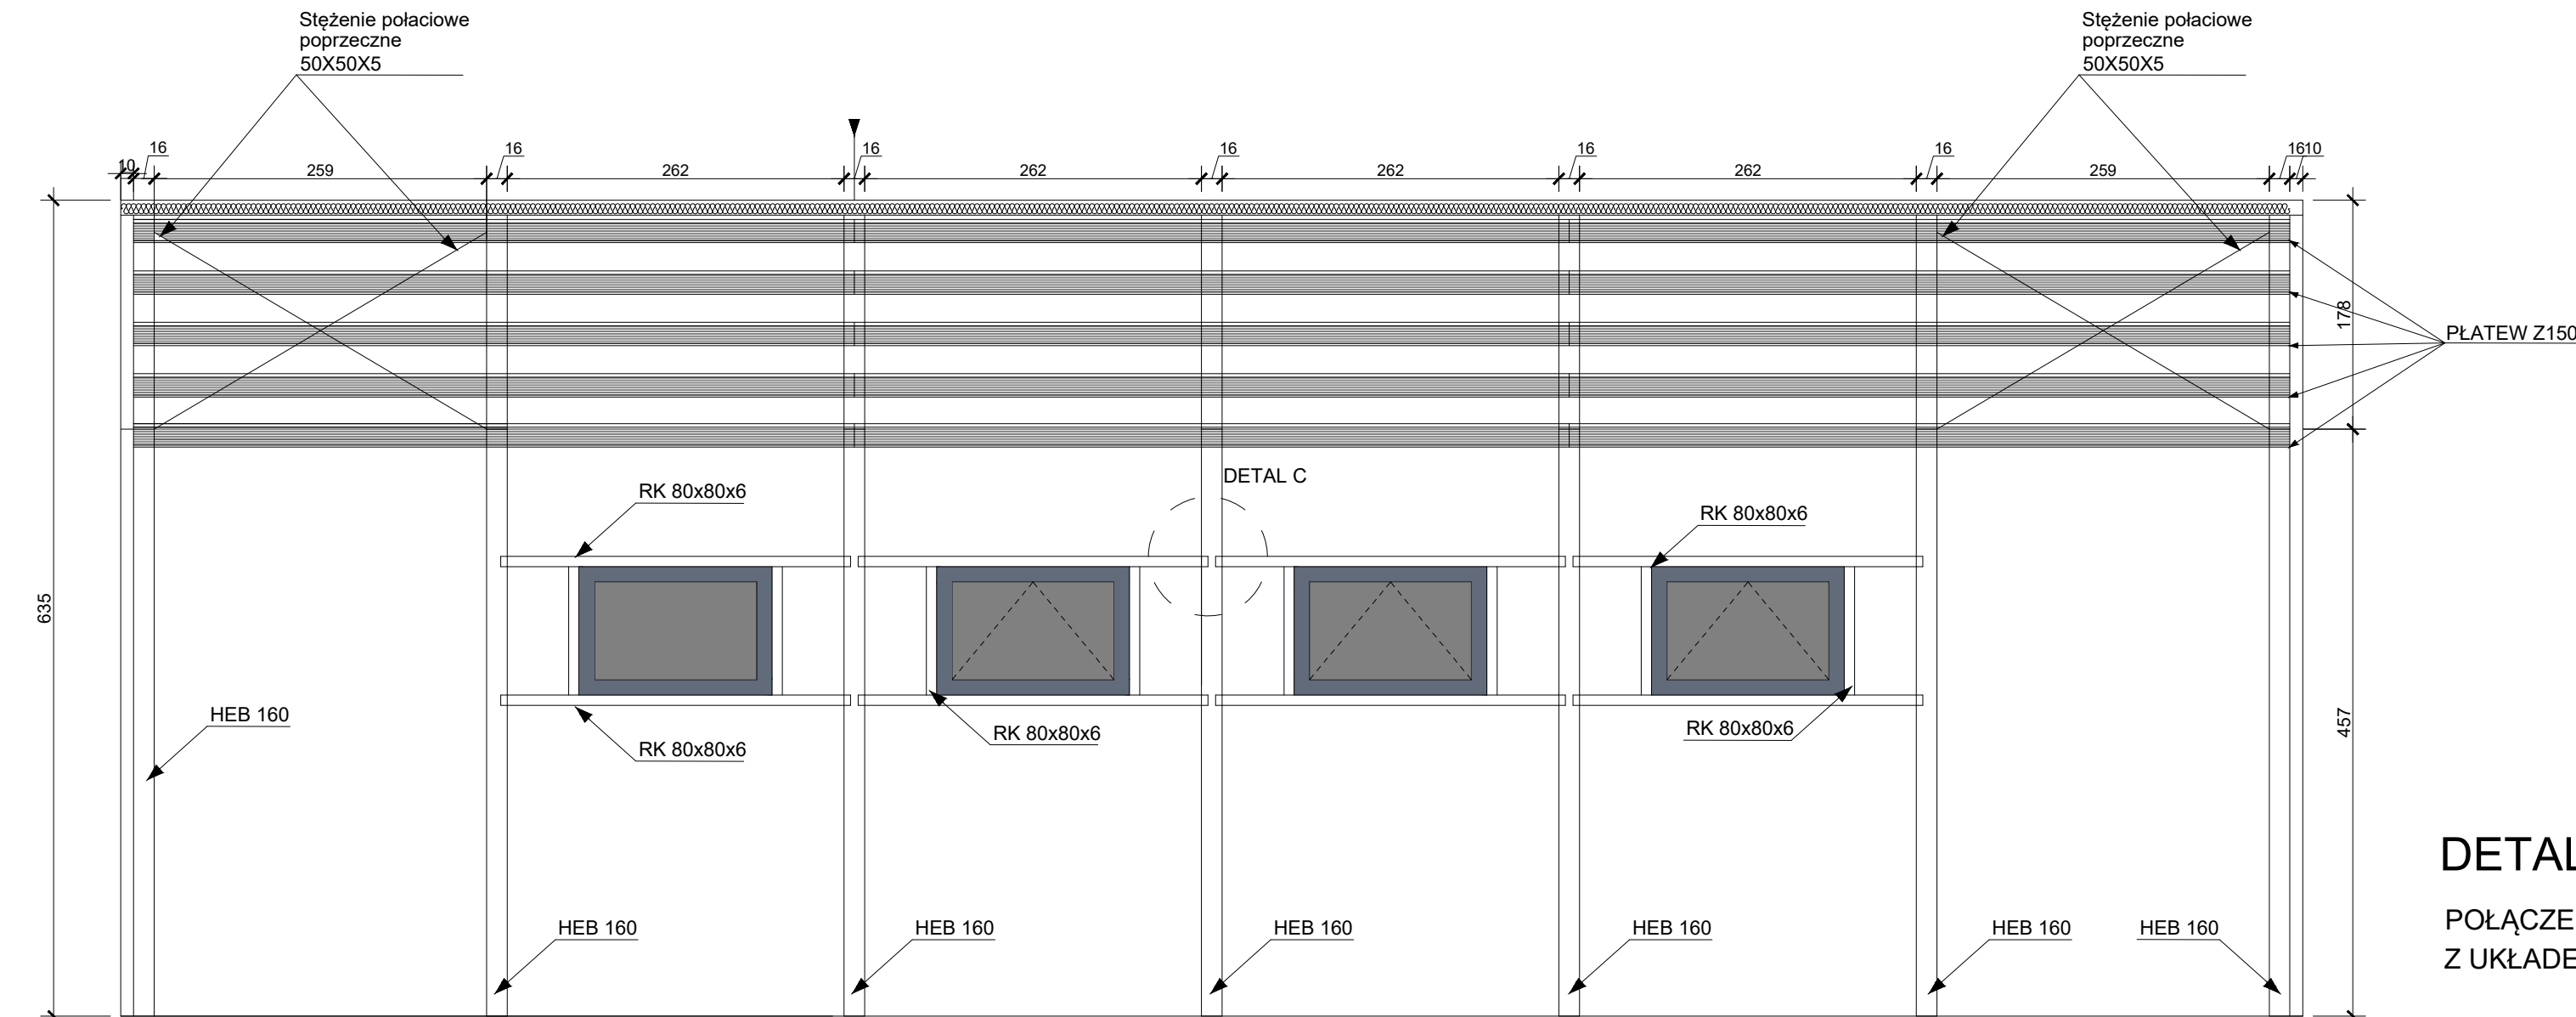 Stężenie połaciowe
poprzeczne
50X50X5
Stężenie połaciowe
poprzeczne
50X50X5
10
16
259
16
262
16
262
16
262
16
262
16
259
1610
178
PŁATEW Z150
DETAL C
RK 80x80x6
RK 80x80x6
635
HEB 160
RK 80x80x6
RK 80x80x6
RK 80x80x6
457
DETAL
HEB 160
HEB 160
HEB 160
HEB 160
HEB 160
HEB 160
POŁĄCZE
Z UKŁADE